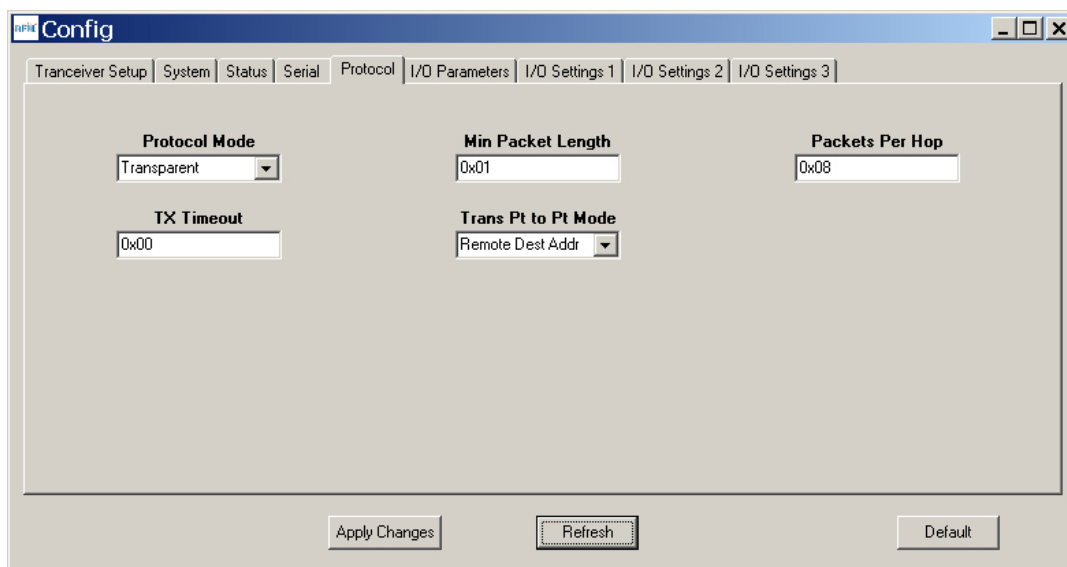 RFM Config
Tranceiver Setup System Status Serial Protocol I/O Parameters I/O Settings 1 I/O Settings 2 I/O Settings 3
Protocol Mode Min Packet Length Packets Per Hop
Transparent 0x01 0x08
TX Timeout Trans Pt to Pt Mode
0x00 Remote Dest Addr
Apply Changes Refresh Default